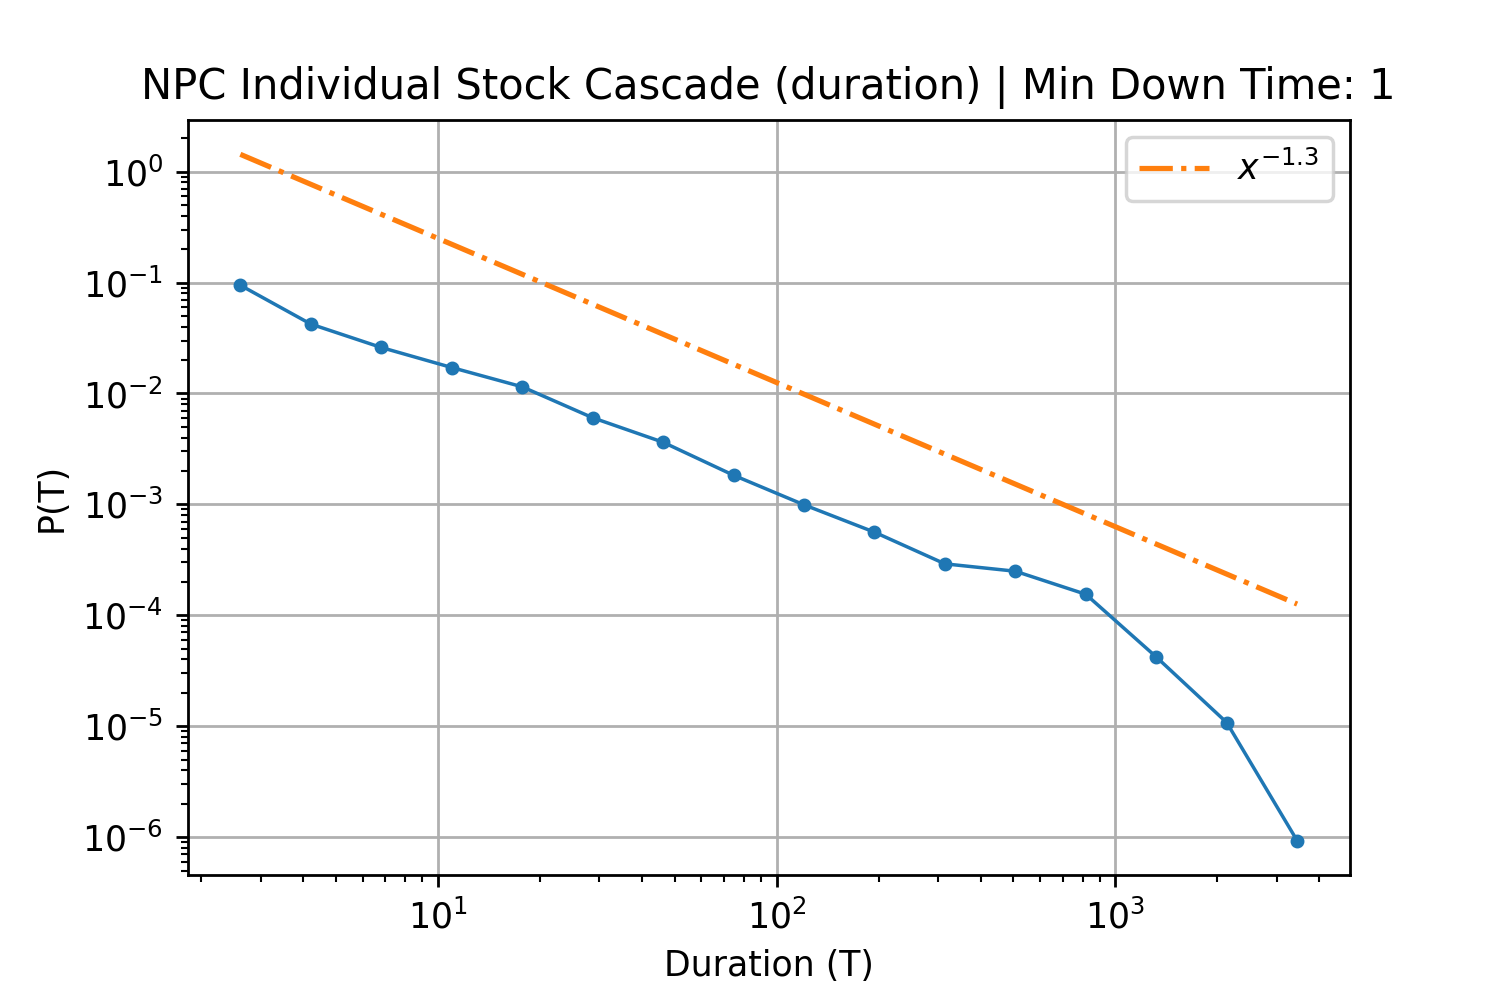 NPC Individual Stock Cascade (duration) | Min Down Time: 1
x^{-1.3}
10^0
10^{-1}
10^{-2}
10^{-3}
10^{-4}
10^{-5}
10^{-6}
P(T)
10^1 10^2 10^3
Duration (T)